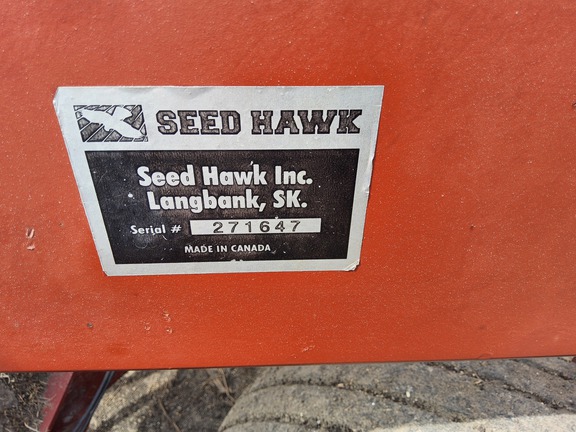 SEED HAWK
Seed Hawk Inc.
Langbank, SK.
Serial # 271647
MADE IN CANADA